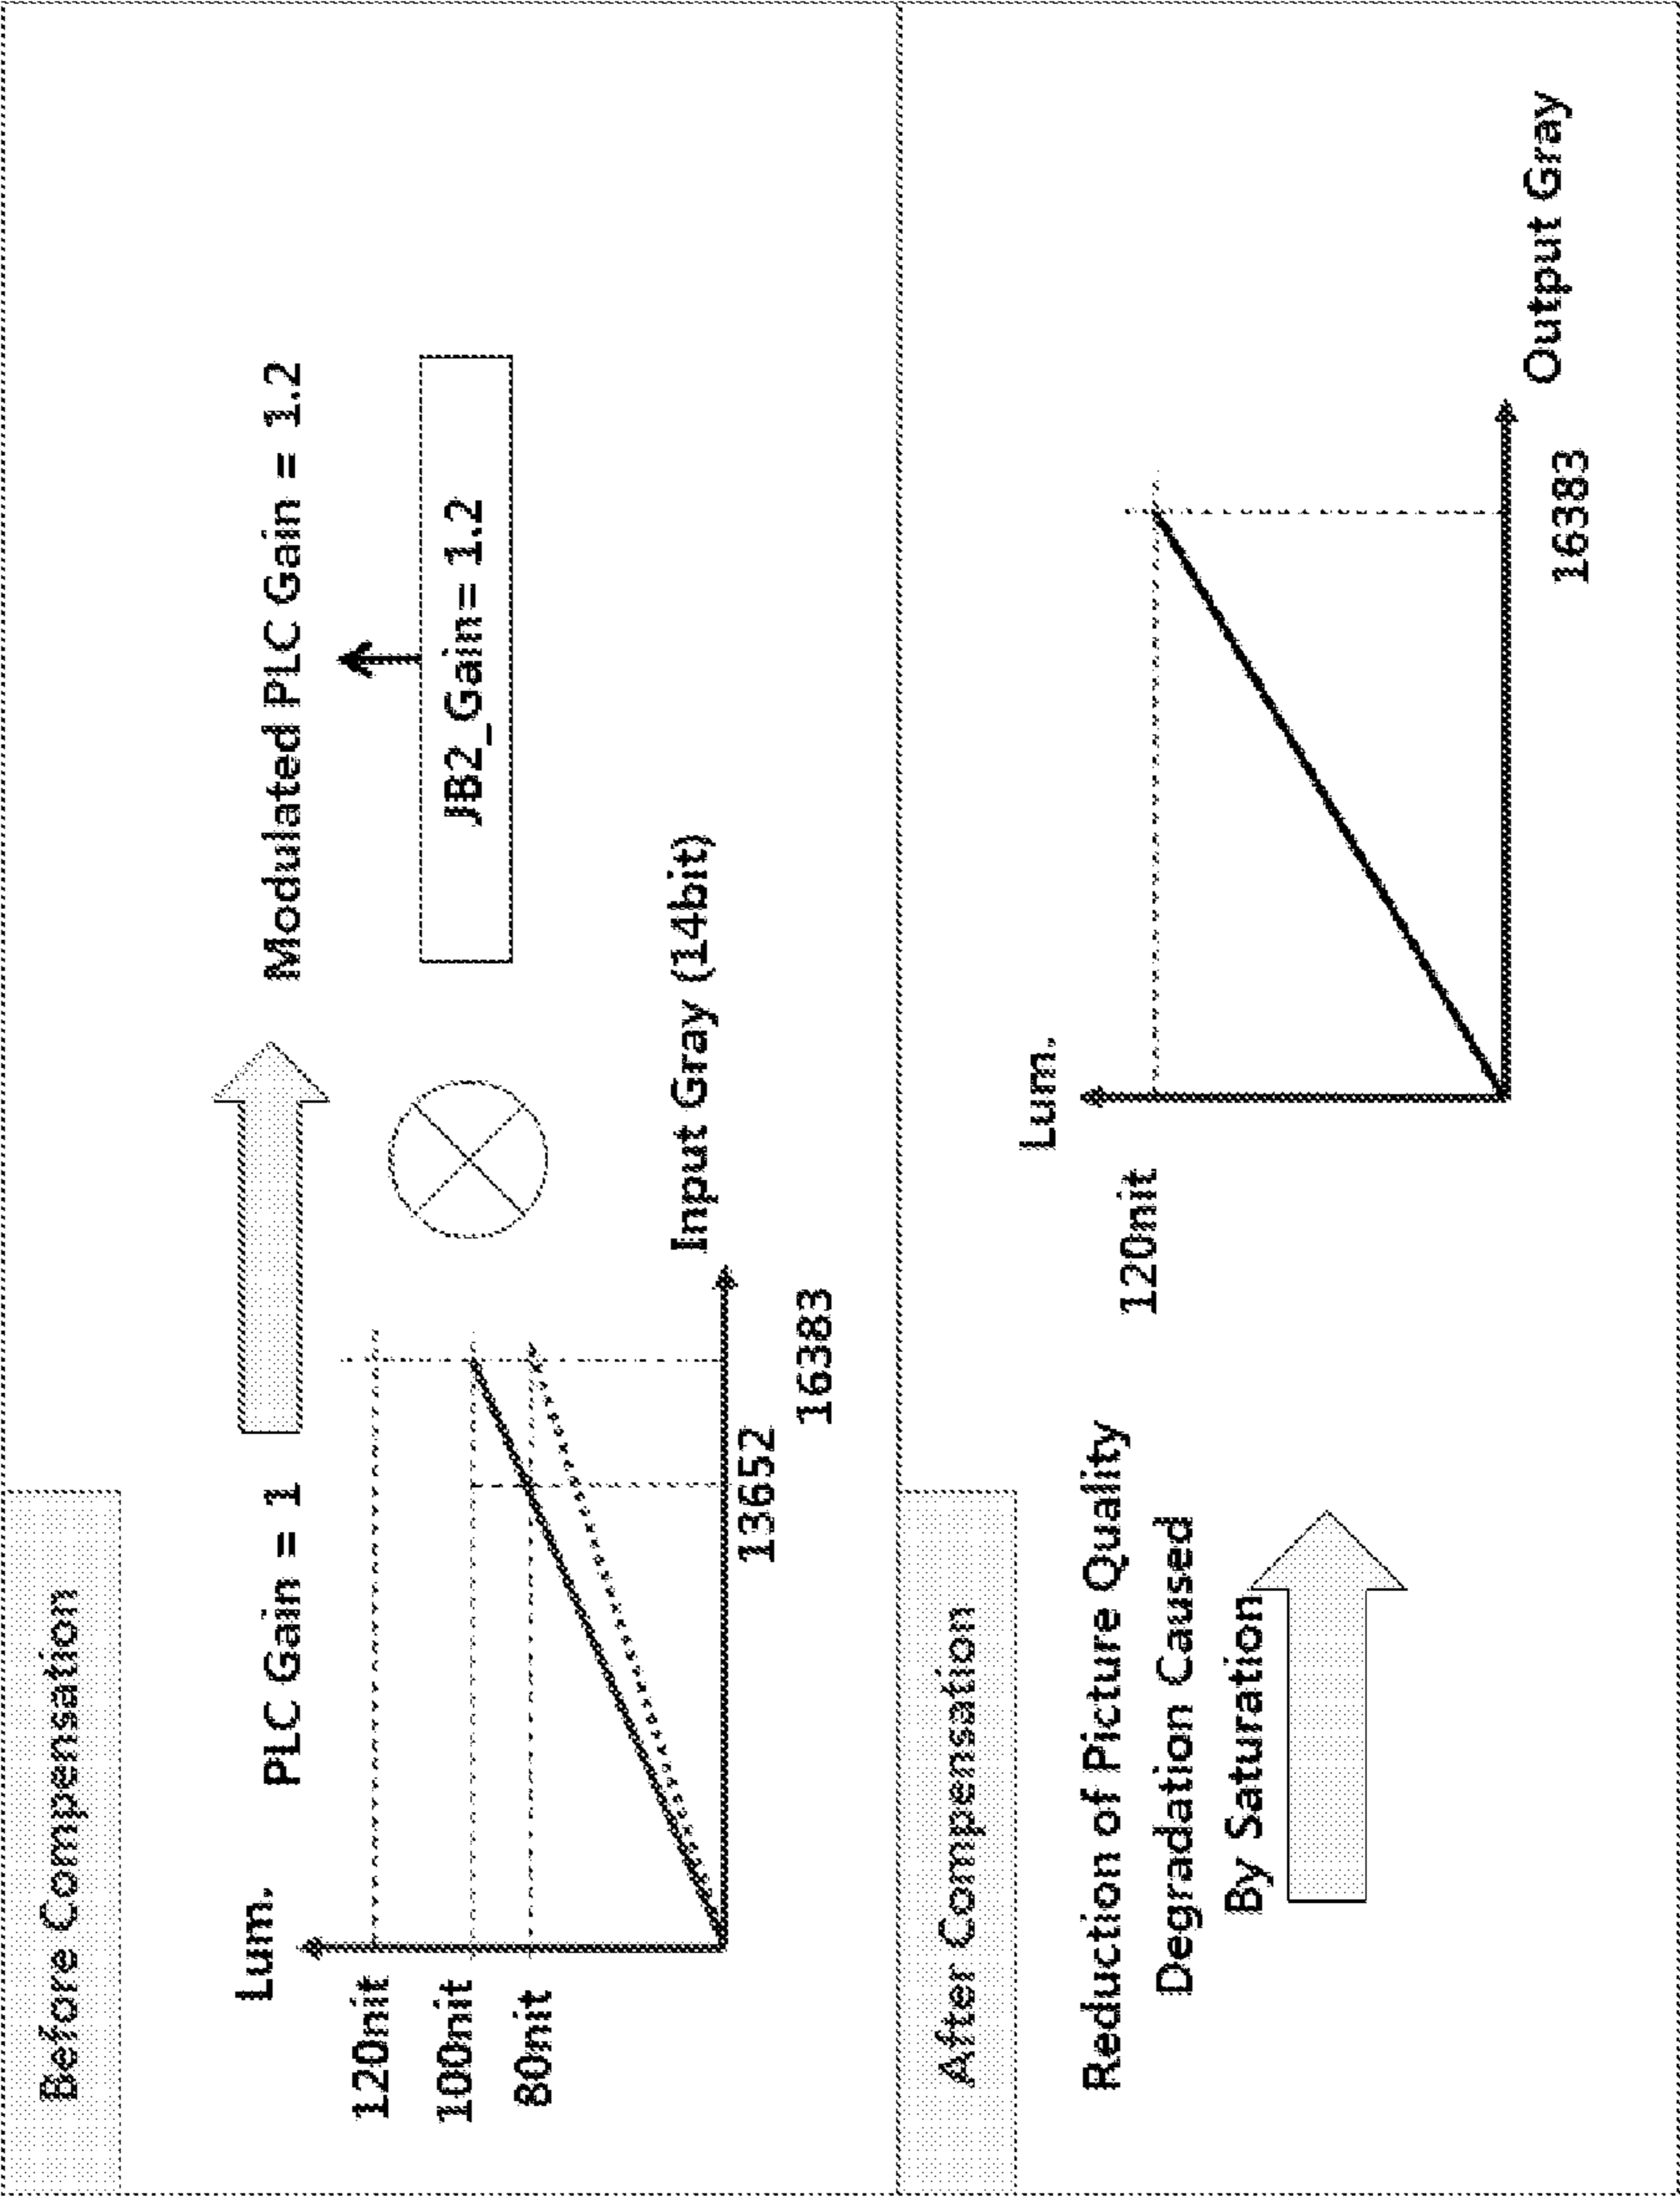 Before Compensation
PLC Gain = 1
Modulated PLC Gain = 1.2
JB2_Gain= 1.2
Lum.
120nit
100nit
80nit
Input Gray (14bit)
13652
16383
After Compensation
Reduction of Picture Quality
Degradation Caused
By Saturation
Lum.
120nit
Output Gray
16383